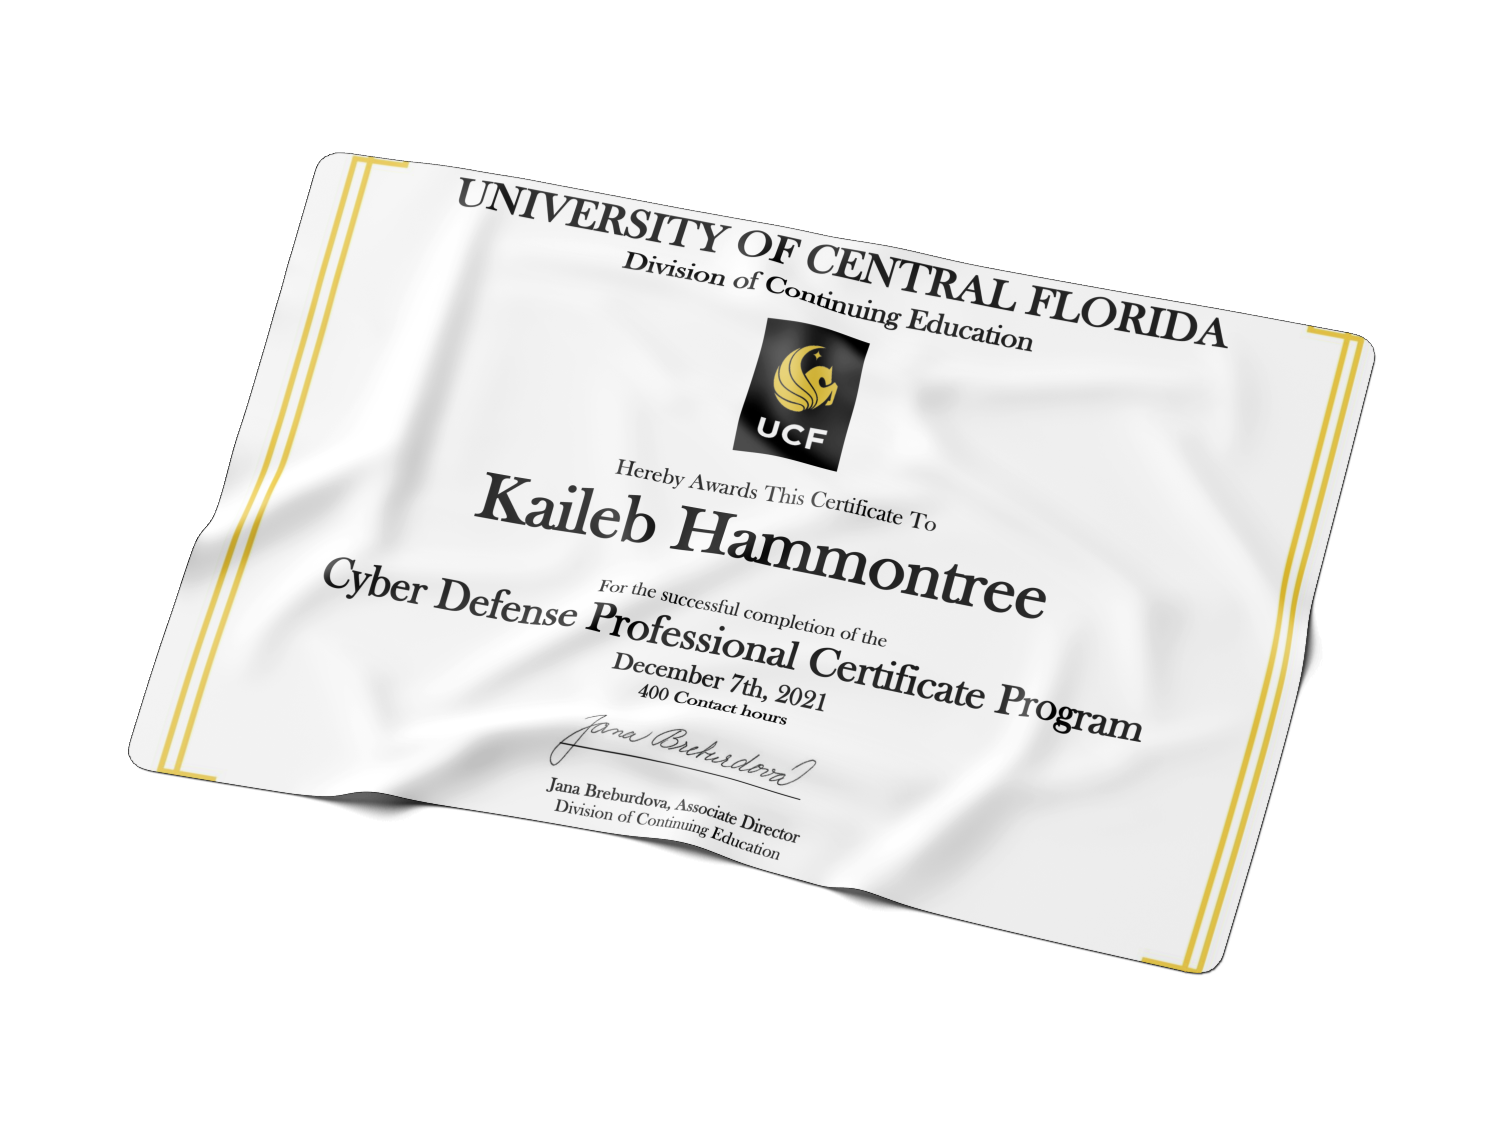 UNIVERSITY OF CENTRAL FLORIDA
Division of Continuing Education
UCF
Hereby Awards This Certificate To
Kaileb Hammontree
For the successful completion of the
Cyber Defense Professional Certificate Program
December 7th, 2021
400 Contact hours
Jana Breburdova
Jana Breburdova, Associate Director
Division of Continuing Education